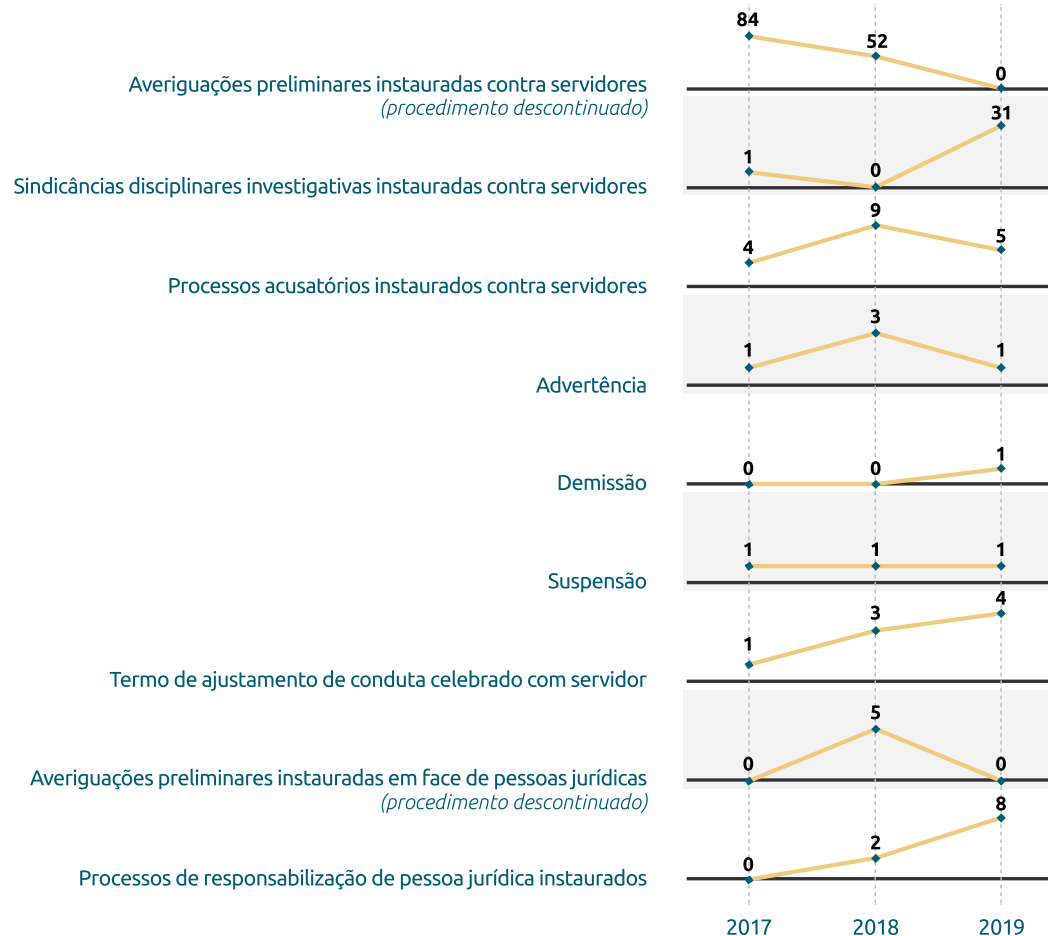 84
52
0
Averiguações preliminares instauradas contra servidores
(procedimento descontinuado)
1
0
31
Sindicâncias disciplinares investigativas instauradas contra servidores
4
9
5
Processos acusatórios instaurados contra servidores
1
3
1
Advertência
0
0
1
Demissão
1
1
1
Suspensão
1
3
4
Termo de ajustamento de conduta celebrado com servidor
0
5
0
Averiguações preliminares instauradas em face de pessoas jurídicas
(procedimento descontinuado)
0
2
8
Processos de responsabilização de pessoa jurídica instaurados
2017 2018 2019